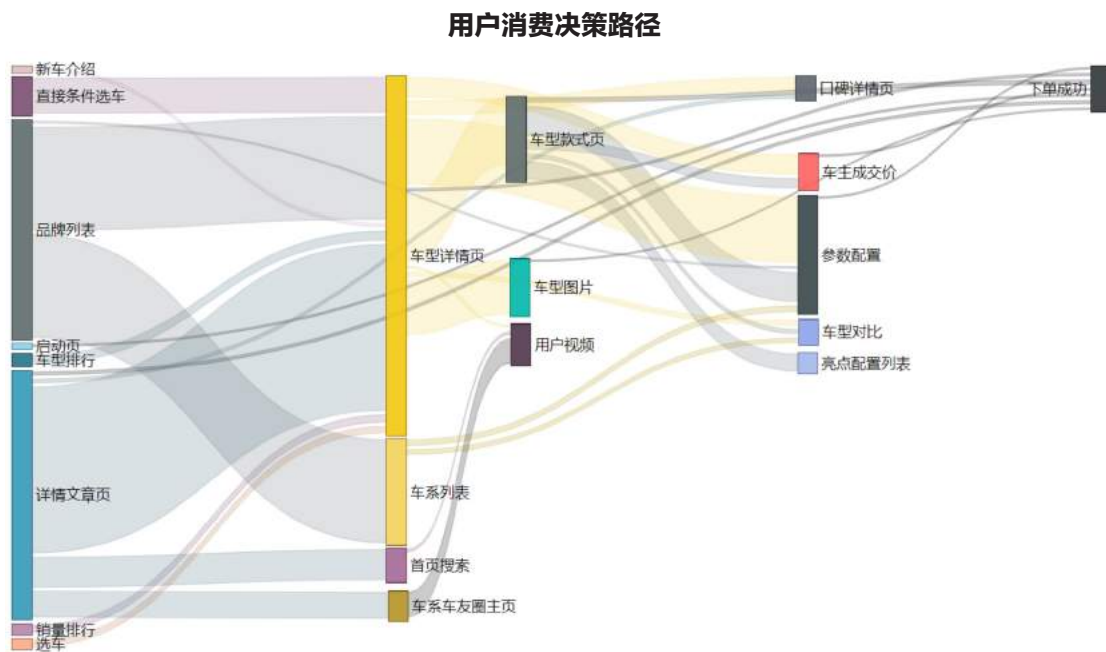 用户消费决策路径
新车介绍
直接条件选车
品牌列表
启动页
车型排行
详情文章页
销量排行
选车
车型详情页
车系列表
首页搜索
车系车友圈主页
车型款式页
车型图片
用户视频
口碑详情页
车主成交价
参数配置
车型对比
亮点配置列表
下单成功